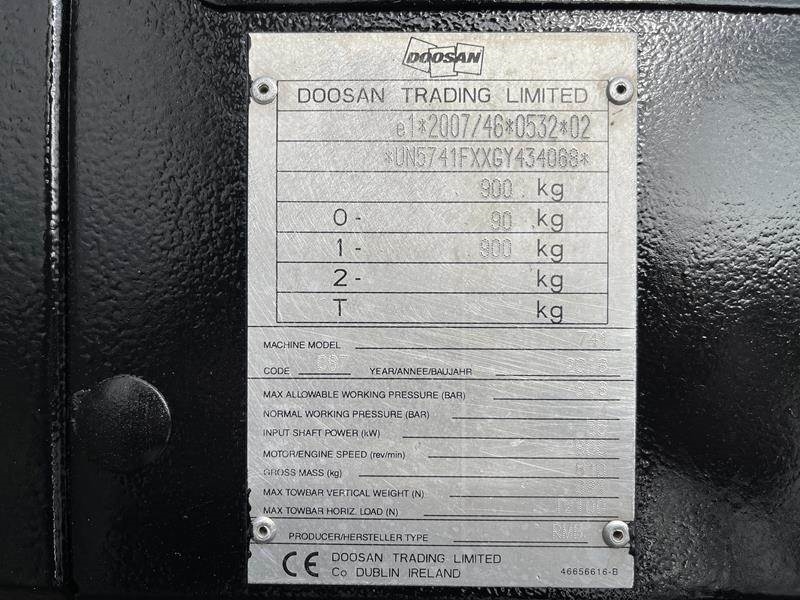 DOOSAN
DOOSAN TRADING LIMITED
e1*2007/46*0532*02
*UN5741FXXGY434068*
900 kg
0- 90 kg
1- 900 kg
2- kg
T kg
MACHINE MODEL 741
CODE YEAR/ANNEE/BAUJAHR
MAX ALLOWABLE WORKING PRESSURE (BAR)
NORMAL WORKING PRESSURE (BAR)
INPUT SHAFT POWER (kW)
MOTOR/ENGINE SPEED (rev/min)
GROSS MASS (kg)
MAX TOWBAR VERTICAL WEIGHT (N)
MAX TOWBAR HORIZ. LOAD (N)
PRODUCER/HERSTELLER TYPE
CE DOOSAN TRADING LIMITED
Co DUBLIN IRELAND 46656616-B